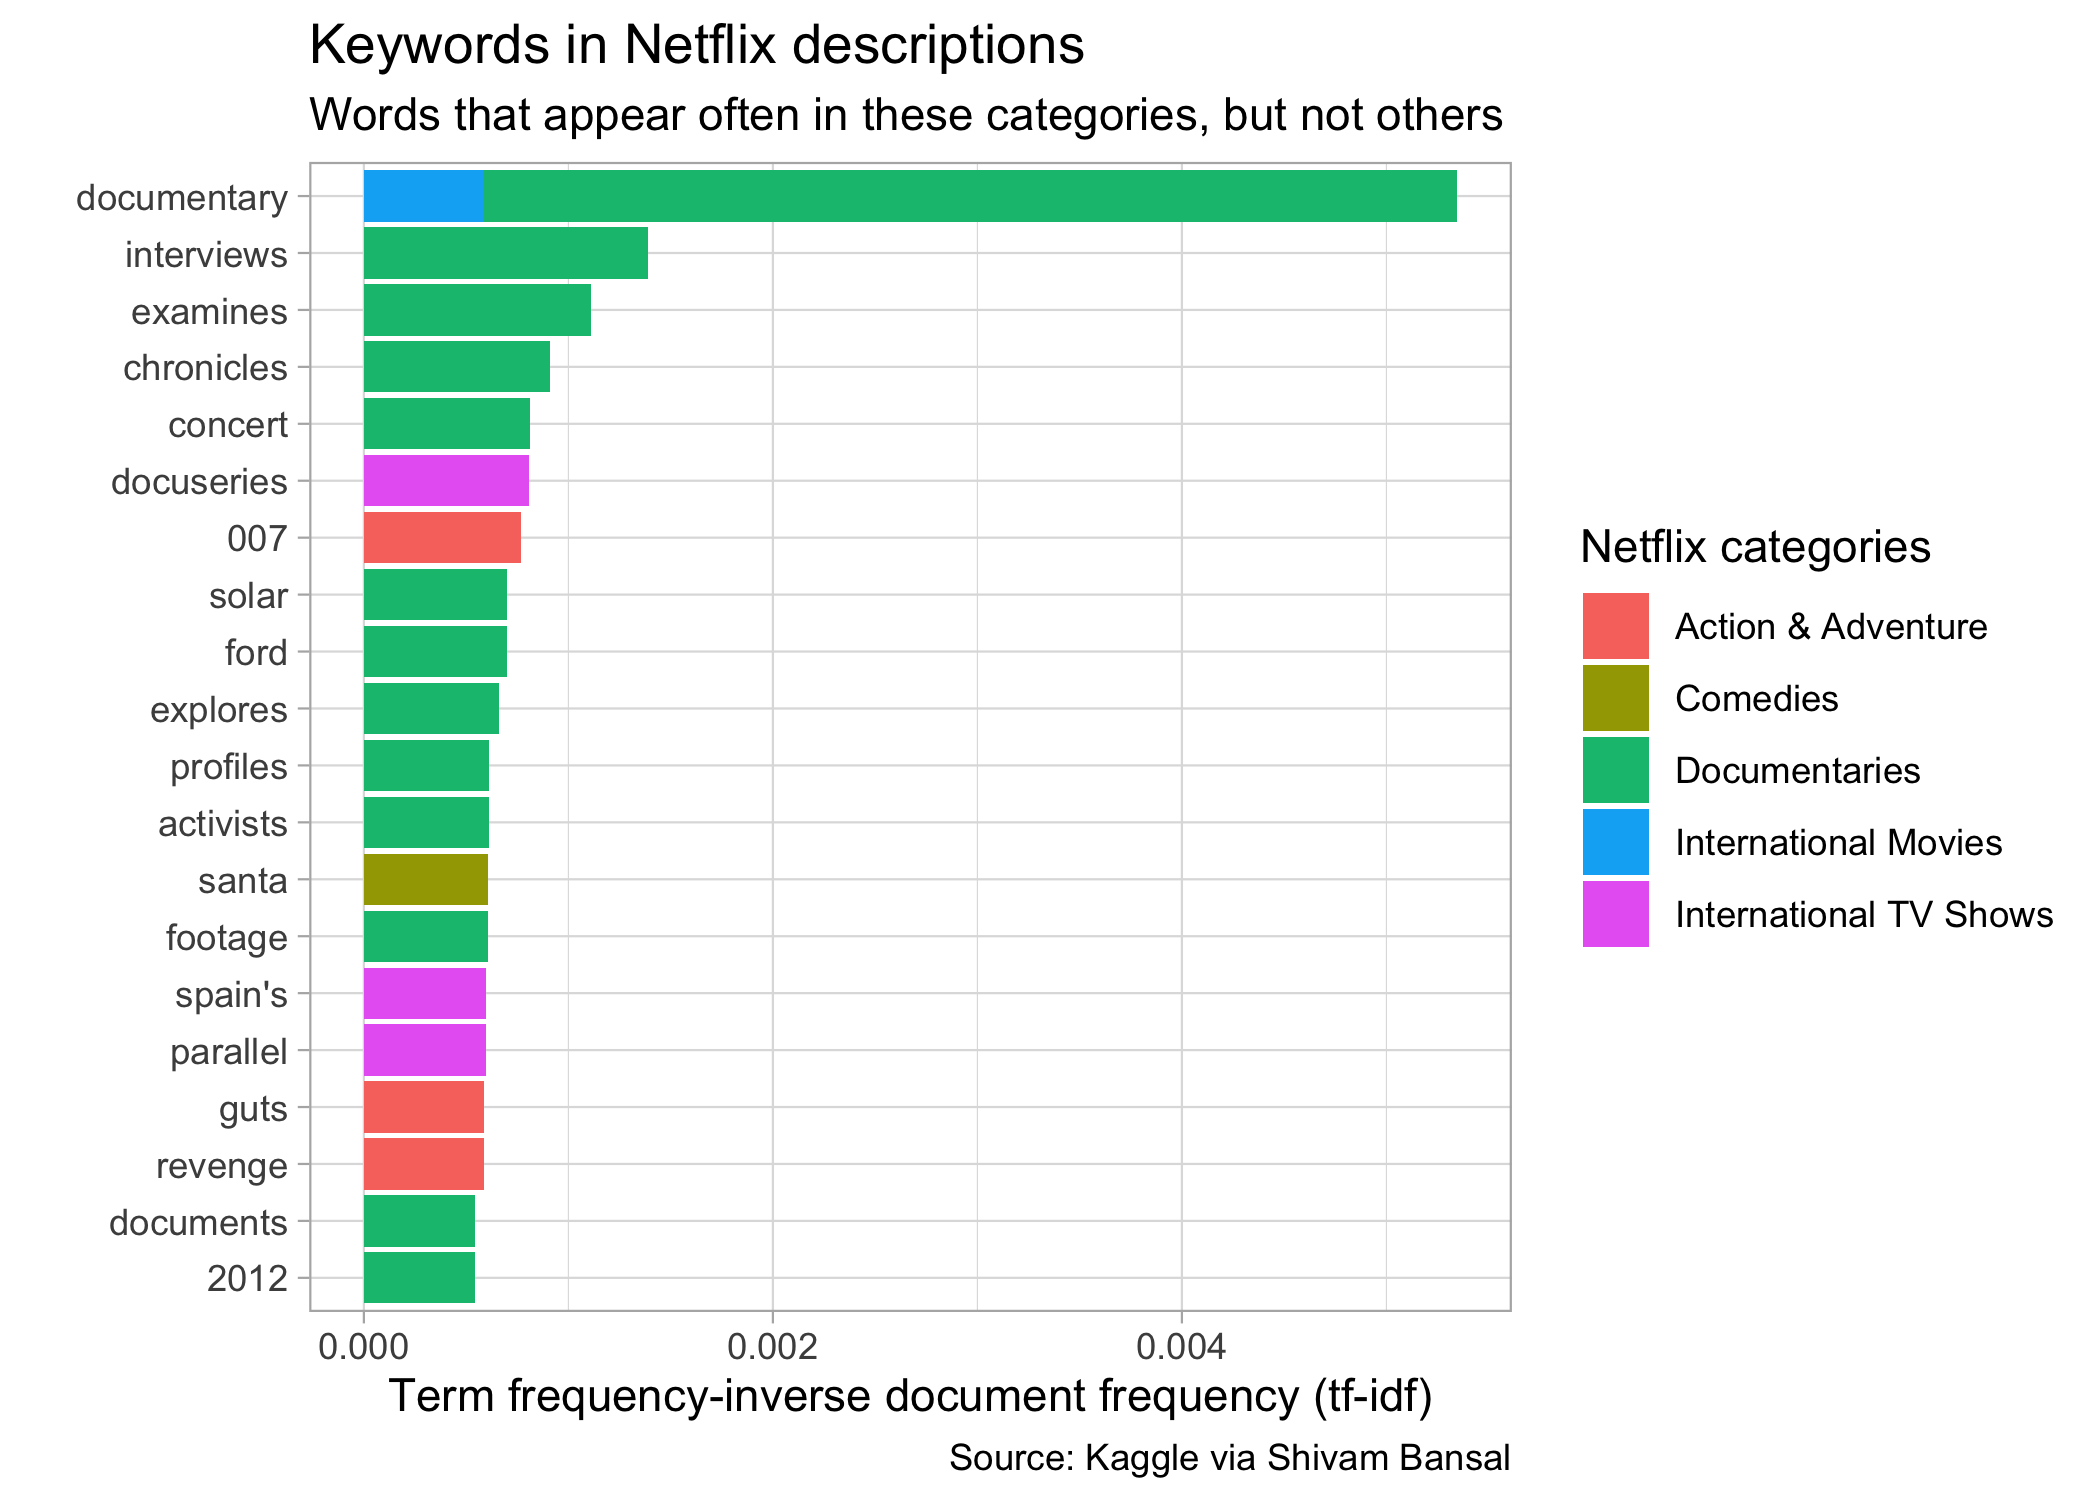 Keywords in Netflix descriptions
Words that appear often in these categories, but not others
documentary
interviews
examines
chronicles
concert
docuseries
007
solar
ford
explores
profiles
activists
santa
footage
spain's
parallel
guts
revenge
documents
2012
0.000 0.002 0.004
Term frequency-inverse document frequency (tf-idf)
Source: Kaggle via Shivam Bansal
Netflix categories
Action & Adventure
Comedies
Documentaries
International Movies
International TV Shows